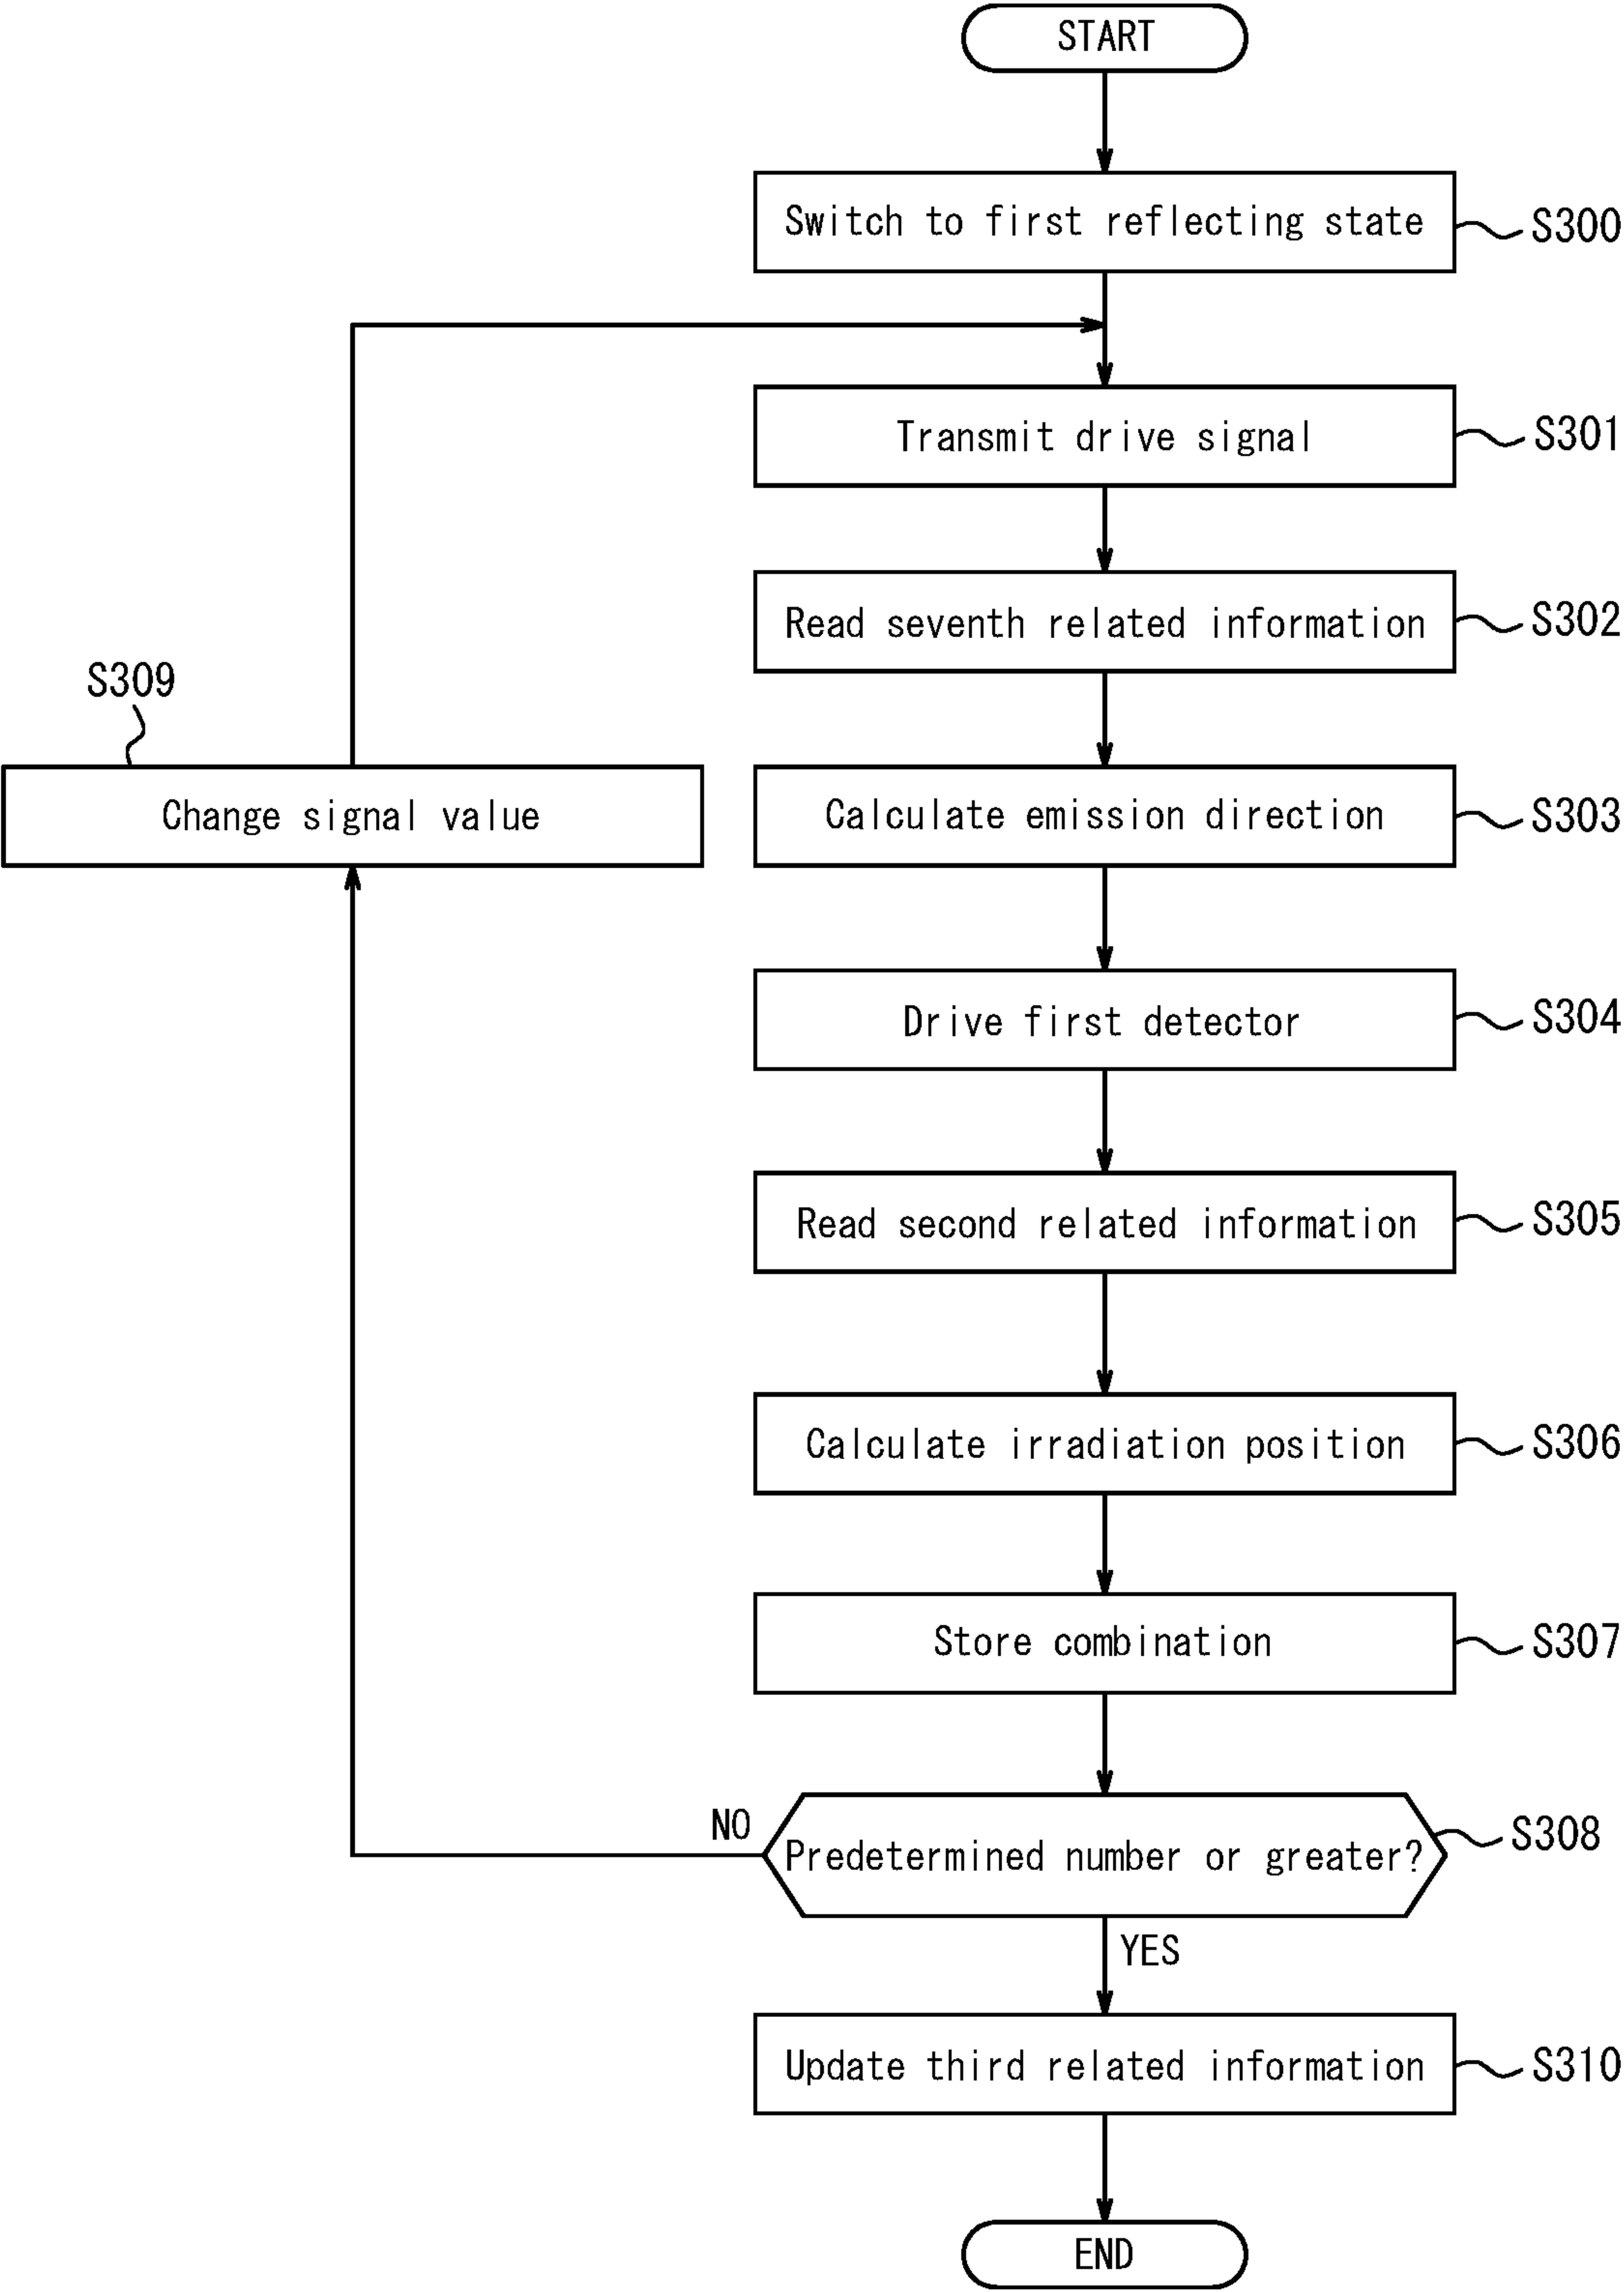 START
Switch to first reflecting state
S300
Transmit drive signal
S301
Read seventh related information
S302
S309
Change signal value
Calculate emission direction
S303
Drive first detector
S304
Read second related information
S305
Calculate irradiation position
S306
Store combination
S307
NO
Predetermined number or greater?
S308
YES
Update third related information
S310
END